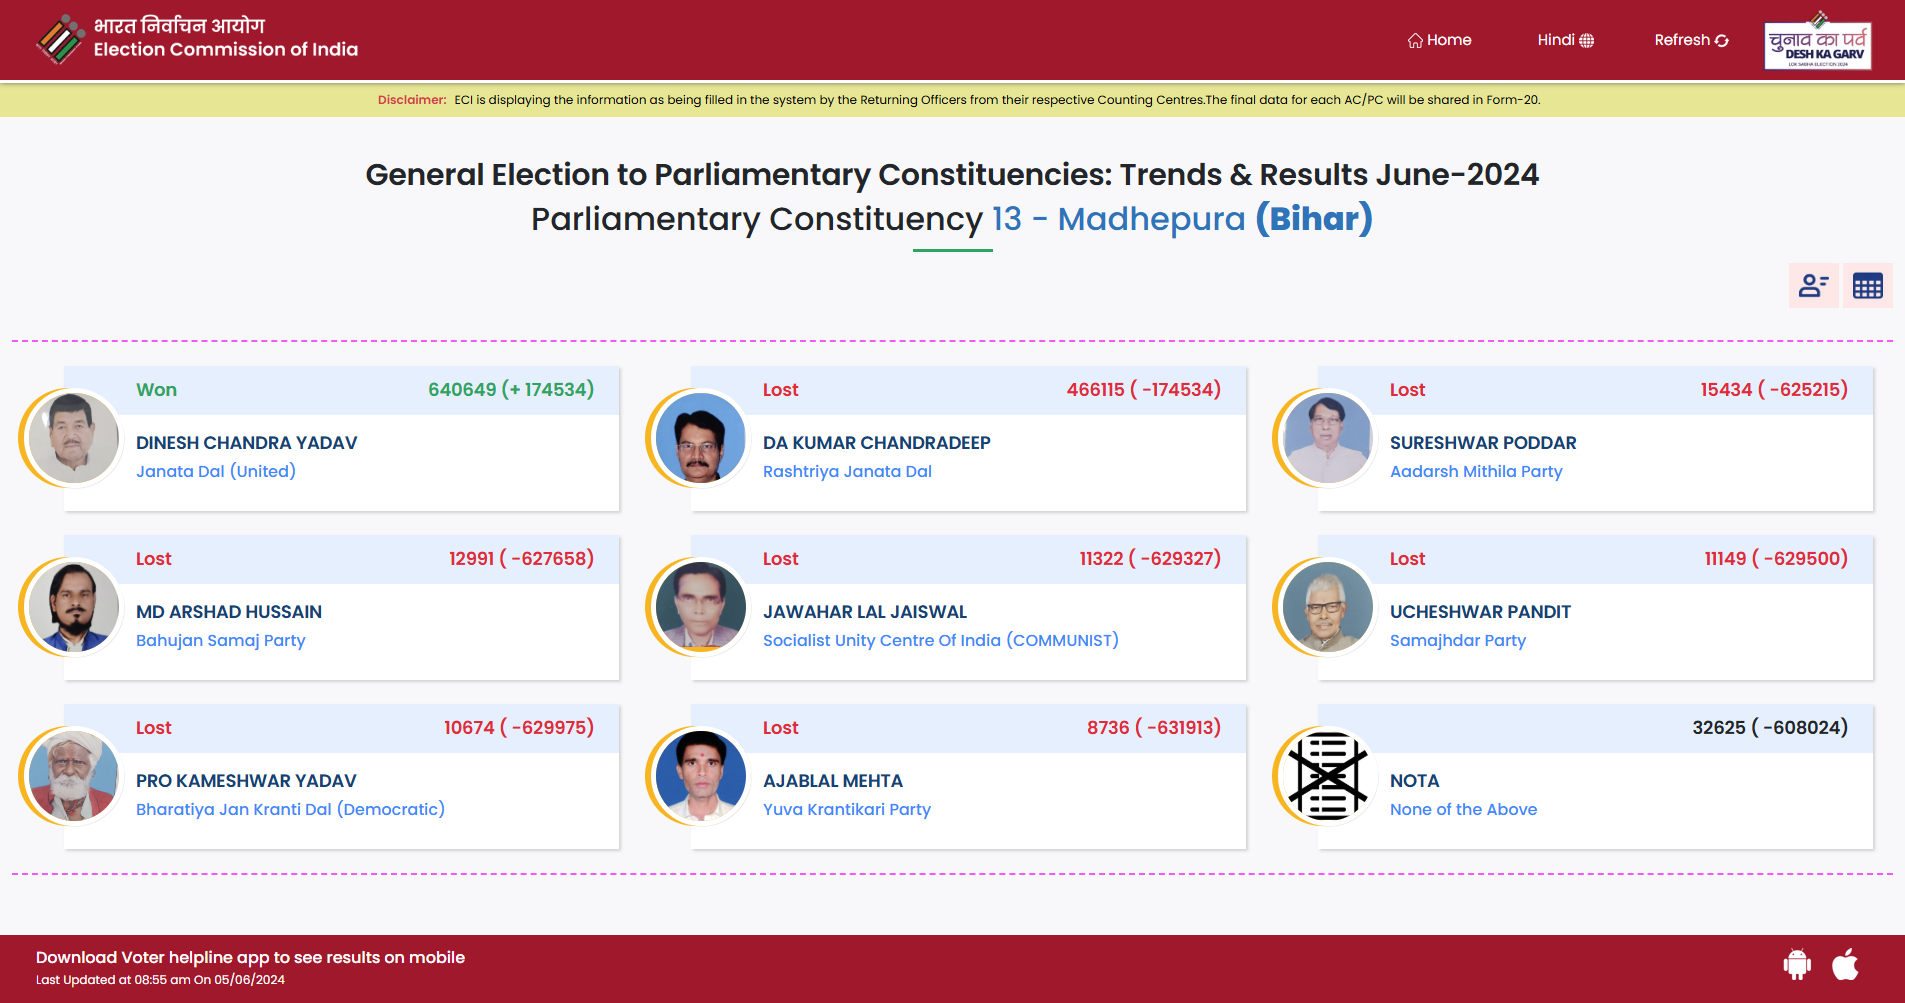 भारत निर्वाचन आयोग
Election Commission of India
Home
Hindi
Refresh
चुनाव का पर्व
DESH KA GARV
LOK SABHA ELECTION 2024
Disclaimer: ECI is displaying the information as being filled in the system by the Returning Officers from their respective Counting Centres.The final data for each AC/PC will be shared in Form-20.
General Election to Parliamentary Constituencies: Trends & Results June-2024
Parliamentary Constituency 13 - Madhepura (Bihar)
Won 640649 (+ 174534)
DINESH CHANDRA YADAV
Janata Dal (United)
Lost 466115 ( -174534)
DA KUMAR CHANDRADEEP
Rashtriya Janata Dal
Lost 15434 ( -625215)
SURESHWAR PODDAR
Aadarsh Mithila Party
Lost 12991 ( -627658)
MD ARSHAD HUSSAIN
Bahujan Samaj Party
Lost 11322 ( -629327)
JAWAHAR LAL JAISWAL
Socialist Unity Centre Of India (COMMUNIST)
Lost 11149 ( -629500)
UCHESHWAR PANDIT
Samajhdar Party
Lost 10674 ( -629975)
PRO KAMESHWAR YADAV
Bharatiya Jan Kranti Dal (Democratic)
Lost 8736 ( -631913)
AJABLAL MEHTA
Yuva Krantikari Party
32625 ( -608024)
NOTA
None of the Above
Download Voter helpline app to see results on mobile
Last Updated at 08:55 am On 05/06/2024